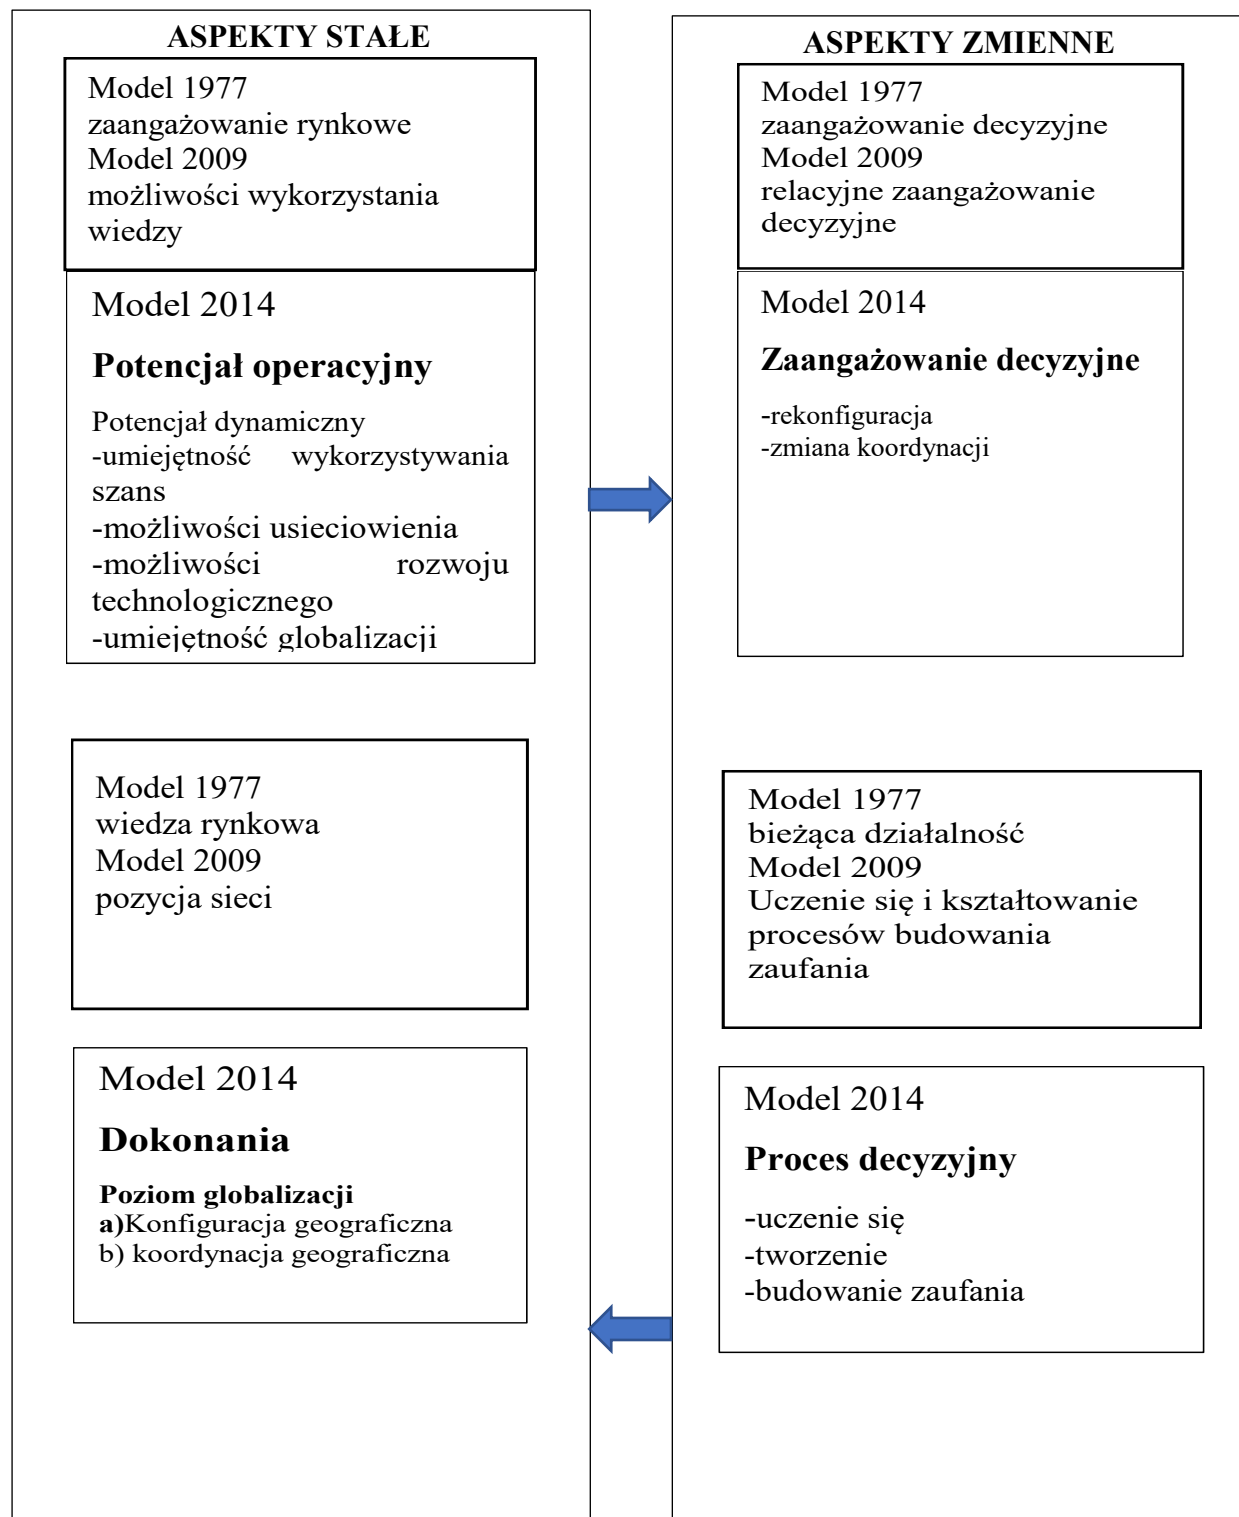 ASPEKTY STAŁE
Model 1977
zaangażowanie rynkowe
Model 2009
możliwości wykorzystania
wiedzy
Model 2014
Potencjał operacyjny
Potencjał dynamiczny
-umiejętność wykorzystywania
szans
-możliwości usieciowienia
-możliwości rozwoju
technologicznego
-umiejętność globalizacji
Model 1977
wiedza rynkowa
Model 2009
pozycja sieci
Model 2014
Dokonania
Poziom globalizacji
a)Konfiguracja geograficzna
b) koordynacja geograficzna
ASPEKTY ZMIENNE
Model 1977
zaangażowanie decyzyjne
Model 2009
relacyjne zaangażowanie
decyzyjne
Model 2014
Zaangażowanie decyzyjne
-rekonfiguracja
-zmiana koordynacji
Model 1977
bieżąca działalność
Model 2009
Uczenie się i kształtowanie
procesów budowania
zaufania
Model 2014
Proces decyzyjny
-uczenie się
-tworzenie
-budowanie zaufania